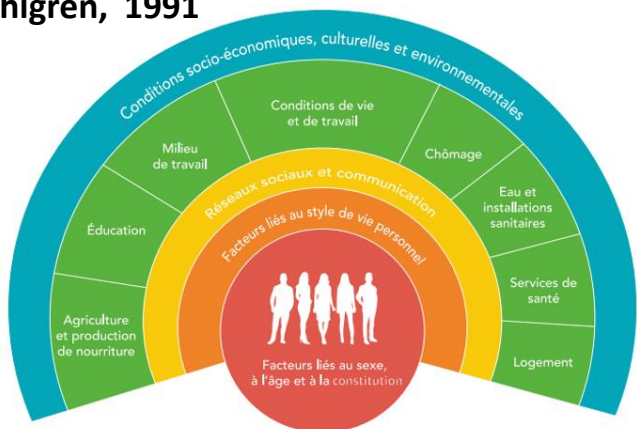 hlgren, 1991
Conditions socio-économiques, culturelles et environnementales
Conditions de vie
et de travail
Milieu
de travail
Chômage
Réseaux sociaux et communication
Eau et
installations
sanitaires
Éducation
Facteurs liés au style de vie personnel
Services de
santé
Agriculture
et production
de nourriture
Logement
Facteurs liés au sexe,
à l'âge et à la constitution